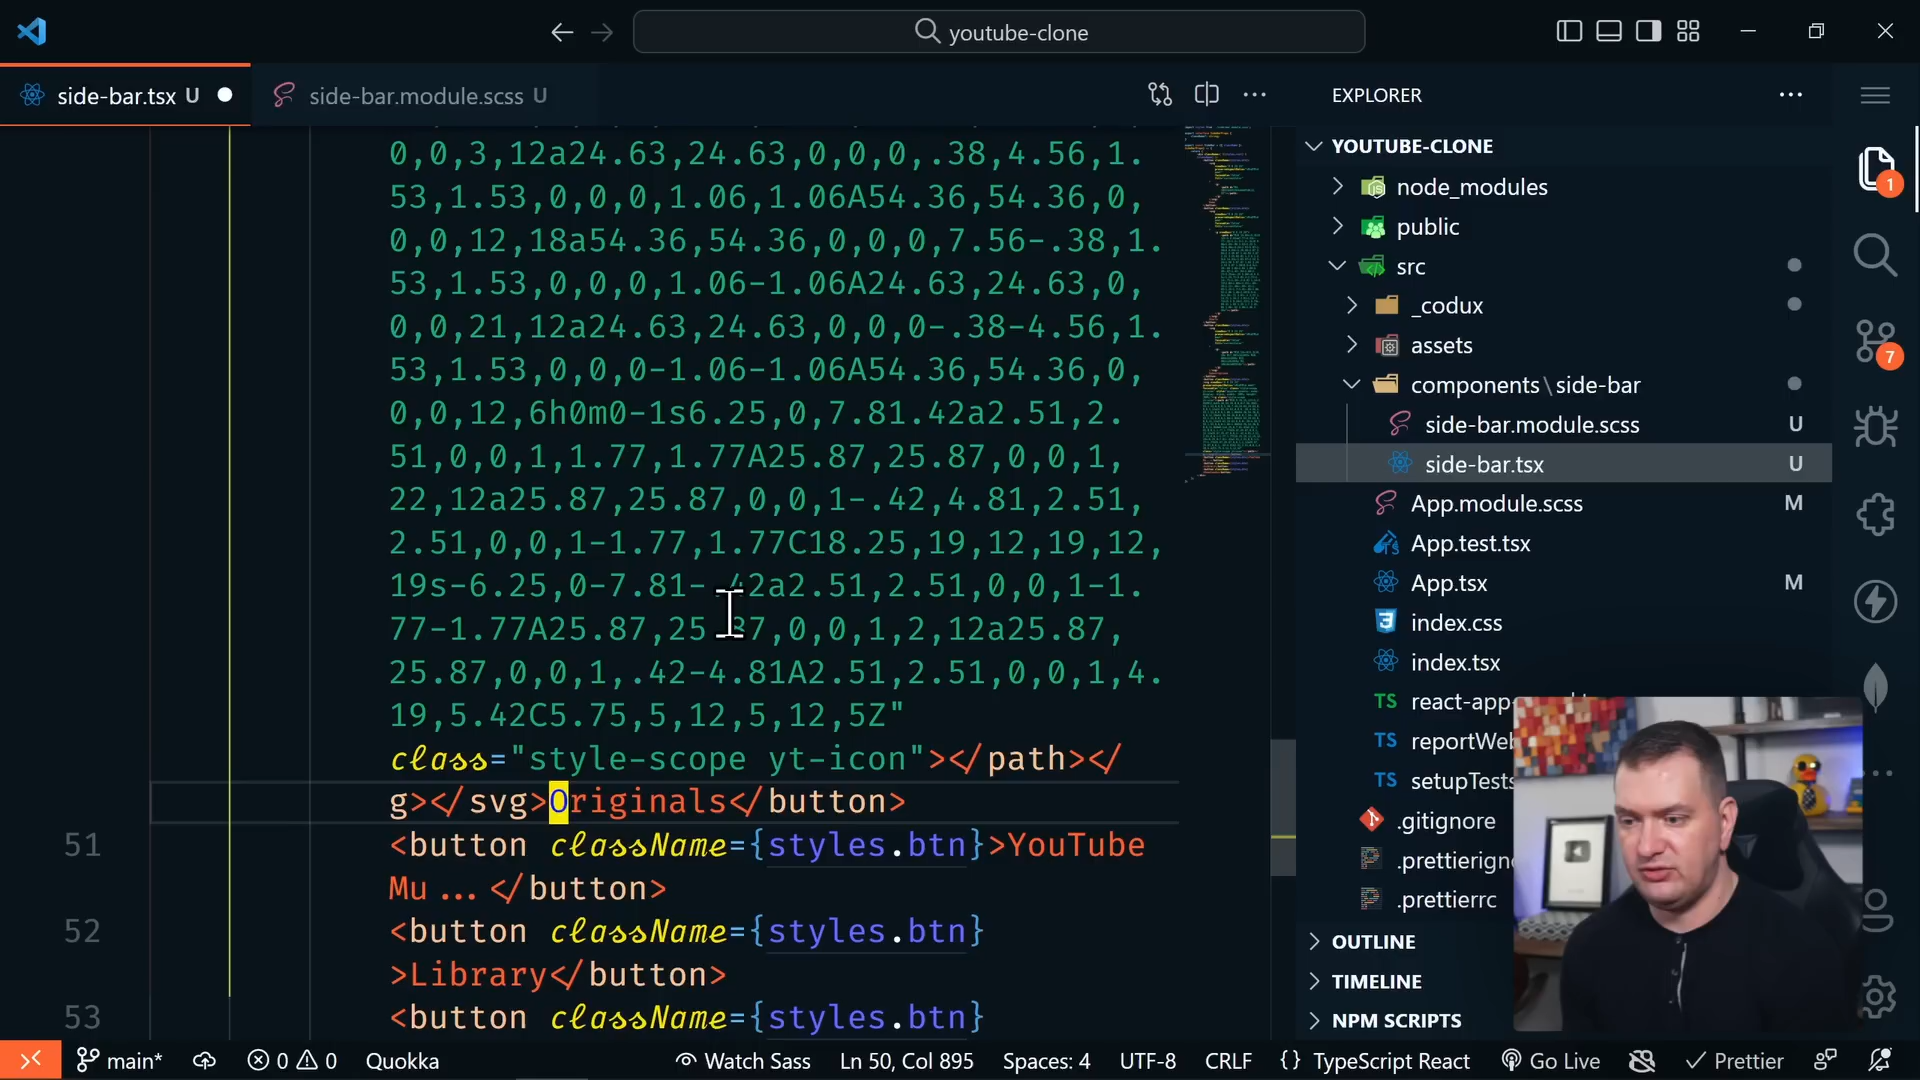 youtube-clone
side-bar.tsx U
side-bar.module.scss U
0,0,3,12a24.63,24.63,0,0,0,.38,4.56,1.
53,1.53,0,0,0,1.06,1.06A54.36,54.36,0,
0,0,12,18a54.36,54.36,0,0,0,7.56-.38,1.
53,1.53,0,0,0,1.06-1.06A24.63,24.63,0,
0,0,21,12a24.63,24.63,0,0,0-.38-4.56,1.
53,1.53,0,0,0-1.06-1.06A54.36,54.36,0,
0,0,12,6h0m0-1s6.25,0,7.81.42a2.51,2.
51,0,0,1,1.77,1.77A25.87,25.87,0,0,1,
22,12a25.87,25.87,0,0,1-.42,4.81,2.51,
2.51,0,0,1-1.77,1.77C18.25,19,12,19,12,
19s-6.25,0-7.81-.42a2.51,2.51,0,0,1-1.
77-1.77A25.87,25.87,0,0,1,2,12a25.87,
25.87,0,0,1,.42-4.81A2.51,2.51,0,0,1,4.
19,5.42C5.75,5,12,5,12,5Z"
class="style-scope yt-icon"></path></
g></svg>Originals</button>
51 <button className={styles.btn}>YouTube
Mu...</button>
52 <button className={styles.btn}
>Library</button>
53 <button className={styles.btn}
EXPLORER
YOUTUBE-CLONE
node_modules
public
src
_codux
assets
components\side-bar
side-bar.module.scss U
side-bar.tsx U
App.module.scss M
App.test.tsx
App.tsx M
index.css
index.tsx
TS react-app-
TS reportWeb
TS setupTests
.gitignore
.prettierigno
.prettierrc
OUTLINE
TIMELINE
NPM SCRIPTS
1
7
main* 0 0 Quokka Watch Sass Ln 50, Col 895 Spaces: 4 UTF-8 CRLF {} TypeScript React Go Live Prettier